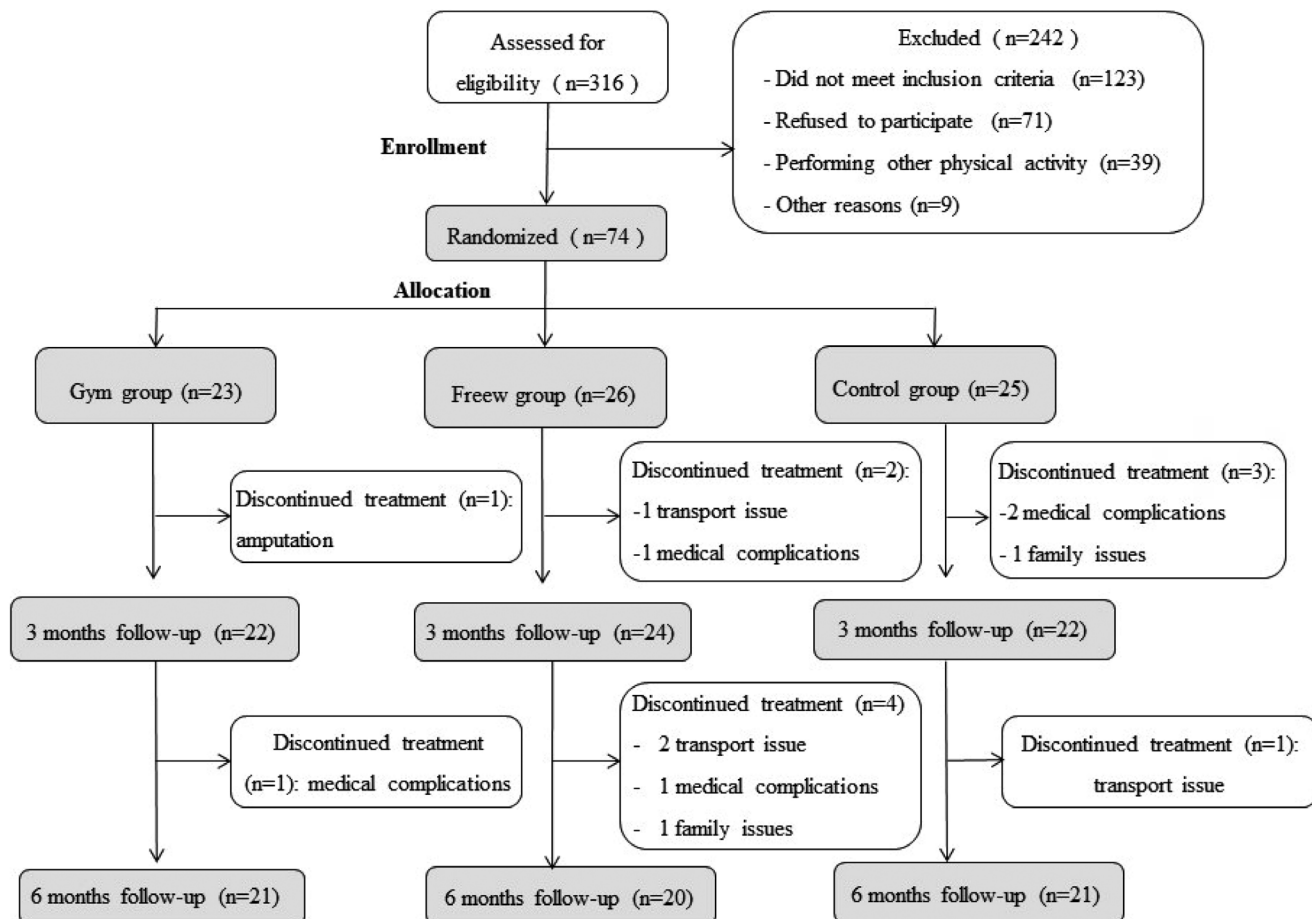 Assessed for
eligibility ( n=316 )
Excluded ( n=242 )
- Did not meet inclusion criteria (n=123)
- Refused to participate (n=71)
- Performing other physical activity (n=39)
- Other reasons (n=9)
Enrollment
Randomized ( n=74 )
Allocation
Gym group (n=23)
Freew group (n=26)
Control group (n=25)
Discontinued treatment (n=1):
amputation
Discontinued treatment (n=2):
-1 transport issue
-1 medical complications
Discontinued treatment (n=3):
-2 medical complications
- 1 family issues
3 months follow-up (n=22)
3 months follow-up (n=24)
3 months follow-up (n=22)
Discontinued treatment
(n=1): medical complications
Discontinued treatment (n=4)
- 2 transport issue
- 1 medical complications
- 1 family issues
Discontinued treatment (n=1):
transport issue
6 months follow-up (n=21)
6 months follow-up (n=20)
6 months follow-up (n=21)